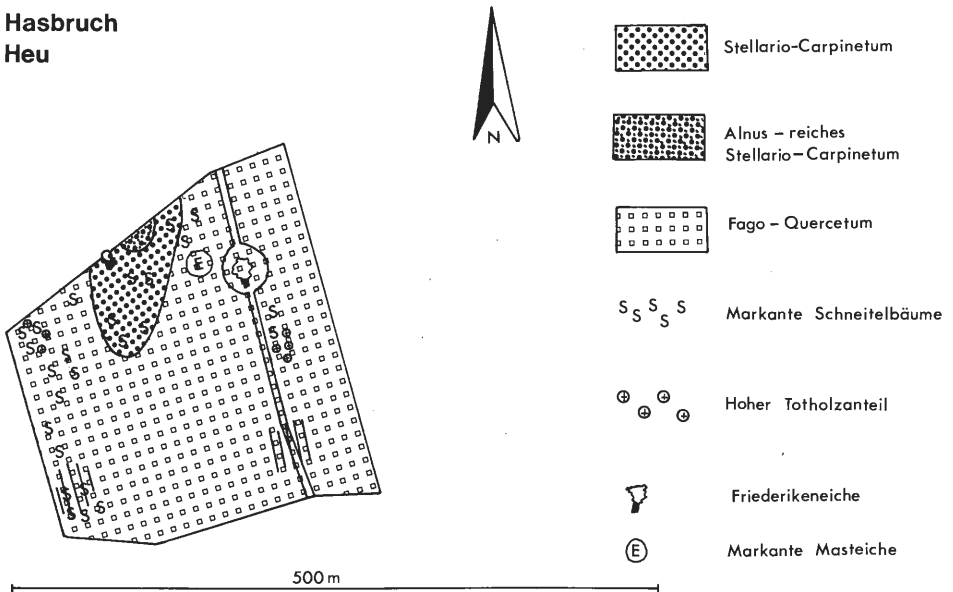 Hasbruch
Heu
N
Stellario-Carpinetum
Alnus - reiches
Stellario-Carpinetum
Fago - Quercetum
S S S S S Markante Schneitelbäume
Hoher Totholzanteil
Friederikeneiche
E Markante Masteiche
E
500 m